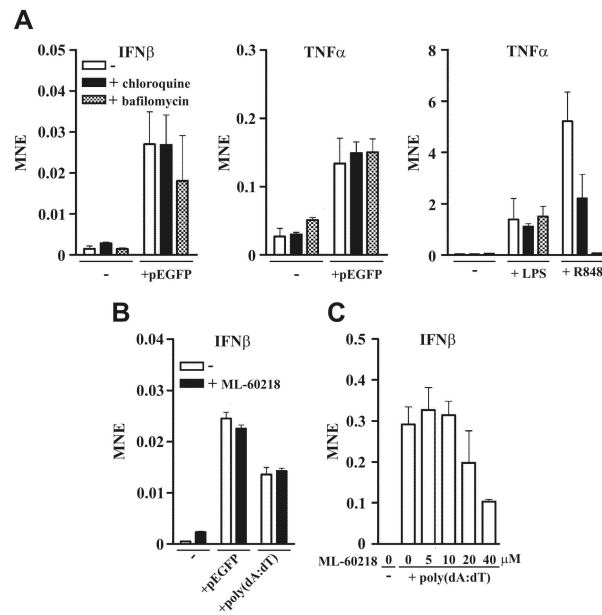 A
IFNβ
TNFα
TNFα
-
+ chloroquine
+ bafilomycin
MNE
0.05
0.04
0.03
0.02
0.01
0
-
+pEGFP
MNE
0.3
0.2
0.1
0
-
+pEGFP
MNE
8
6
4
2
0
-
+ LPS
+ R848
B
IFNβ
-
+ ML-60218
MNE
0.04
0.03
0.02
0.01
0
-
+pEGFP
+poly(dA:dT)
C
IFNβ
MNE
0.5
0.4
0.3
0.2
0.1
0
ML-60218 0 0 5 10 20 40 μM
- + poly(dA:dT)